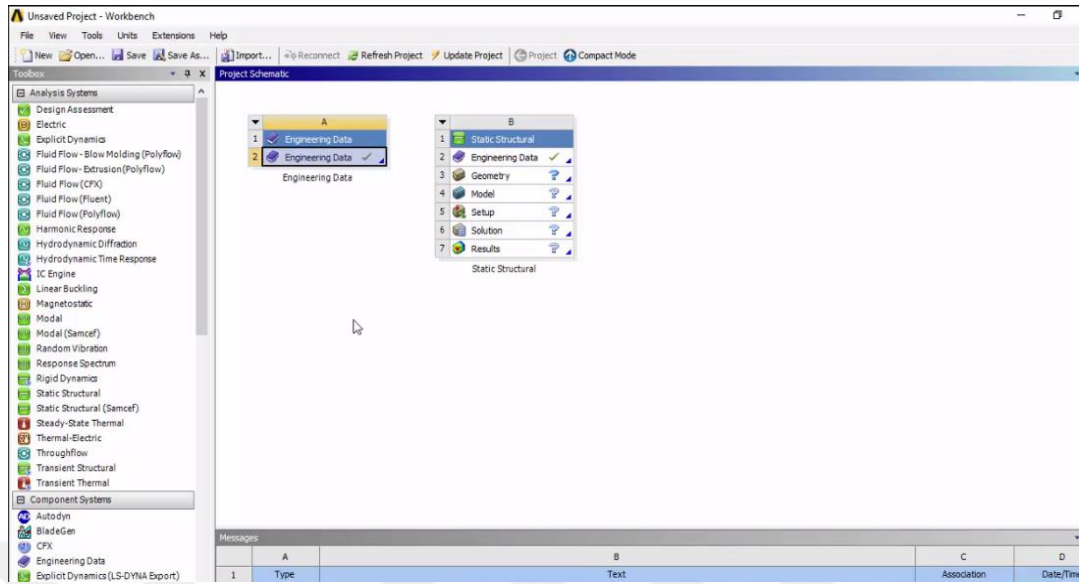 Unsaved Project - Workbench
File View Tools Units Extensions Help
New Open... Save Save As... Import... Reconnect Refresh Project Update Project Project Compact Mode
Toolbox
Project Schematic
Analysis Systems
Design Assessment
Electric
Explicit Dynamics
Fluid Flow - Blow Molding (Polyflow)
Fluid Flow - Extrusion (Polyflow)
Fluid Flow (CFX)
Fluid Flow (Fluent)
Fluid Flow (Polyflow)
Harmonic Response
Hydrodynamic Diffraction
Hydrodynamic Time Response
IC Engine
Linear Buckling
Magnetostatic
Modal
Modal (Samcef)
Random Vibration
Response Spectrum
Rigid Dynamics
Static Structural
Static Structural (Samcef)
Steady-State Thermal
Thermal-Electric
Throughflow
Transient Structural
Transient Thermal
Component Systems
Autodyn
BladeGen
CFX
Engineering Data
Explicit Dynamics (LS-DYNA Export)
A
1 Engineering Data
2 Engineering Data
Engineering Data
B
1 Static Structural
2 Engineering Data
3 Geometry ?
4 Model ?
5 Setup ?
6 Solution ?
7 Results ?
Static Structural
Messages
A B C D
1 Type Text Association Date/Time